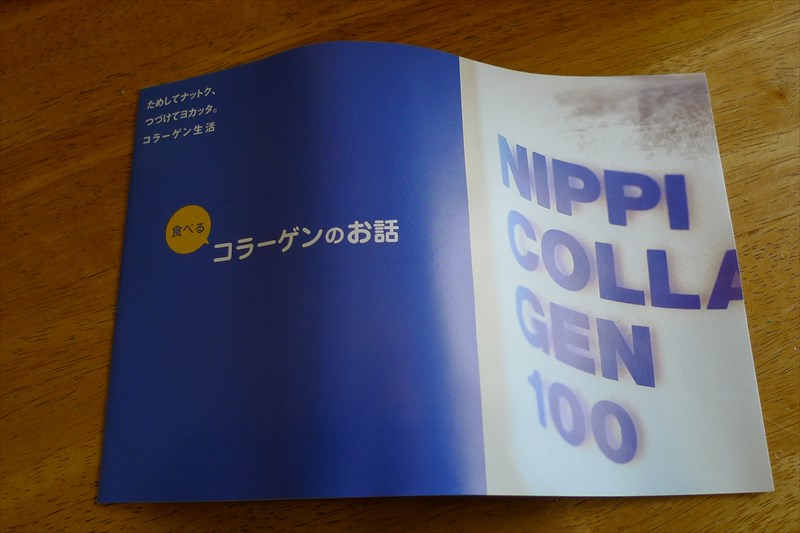 ためしてナットク、
つづけてヨカッタ。
コラーゲン生活
食べる
コラーゲンのお話
NIPPI
COLLA
GEN
100